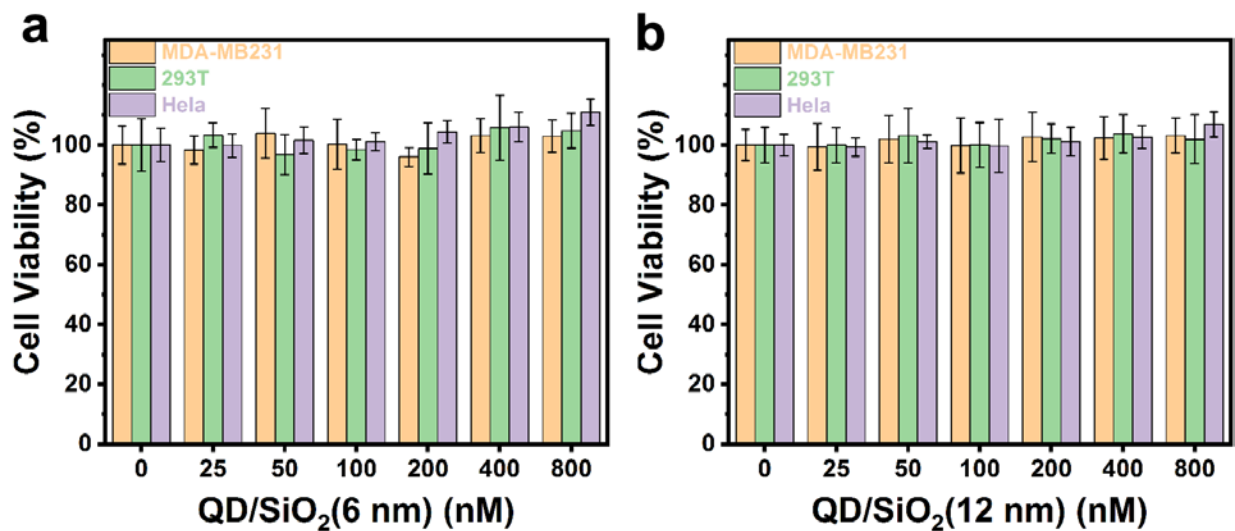 a
MDA-MB231
293T
Hela
Cell Viability (%)
100
80
60
40
20
0
0 25 50 100 200 400 800
QD/SiO₂(6 nm) (nM)
b
MDA-MB231
293T
Hela
Cell Viability (%)
100
80
60
40
20
0
0 25 50 100 200 400 800
QD/SiO₂(12 nm) (nM)